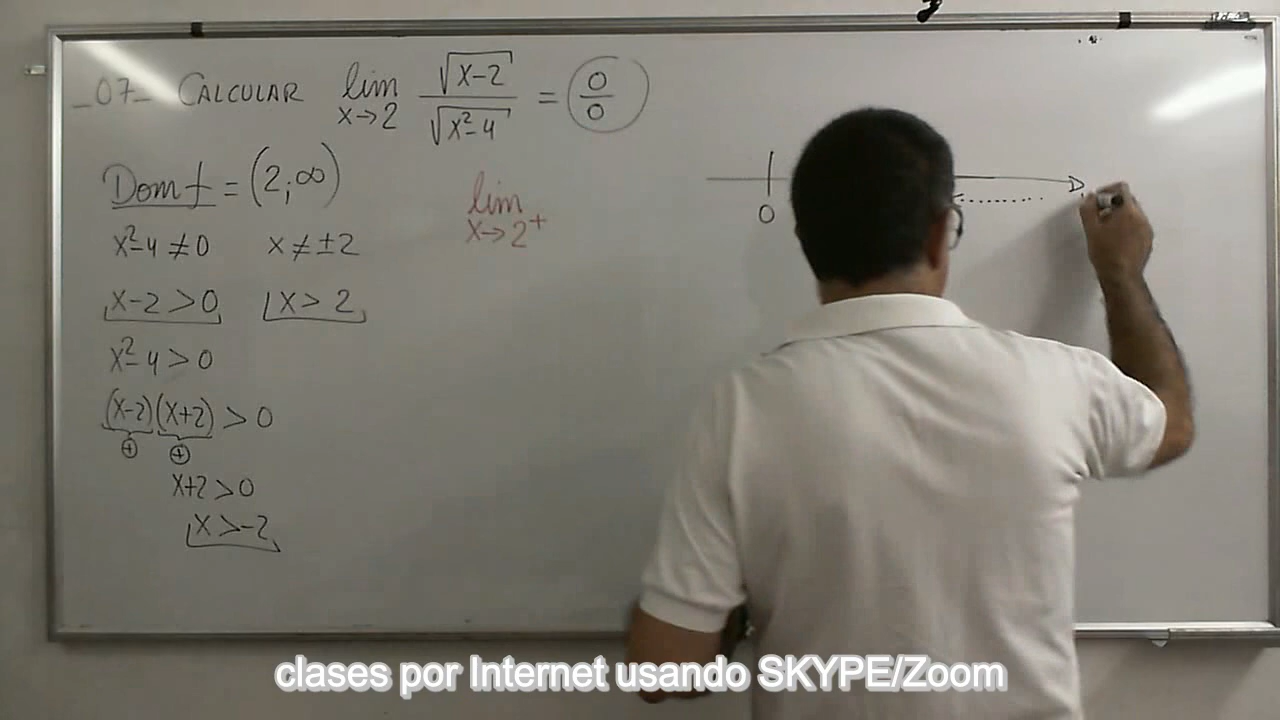 _07_ CALCULAR lim x→2 √(x-2) / √(x²-4) = 0/0
Dom f = (2; ∞)
x²-4 ≠ 0 x ≠ ±2
x-2 > 0 x > 2
x²-4 > 0
(x-2)(x+2) > 0
+ +
x+2 > 0
x > -2
lim x→2⁺
0
clases por Internet usando SKYPE/Zoom